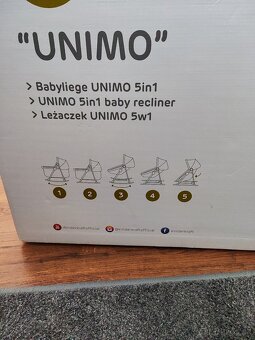 "UNIMO"
> Babyliege UNIMO 5in1
> UNIMO 5in1 baby recliner
> Leżaczek UNIMO 5w1
1 2 3 4 5